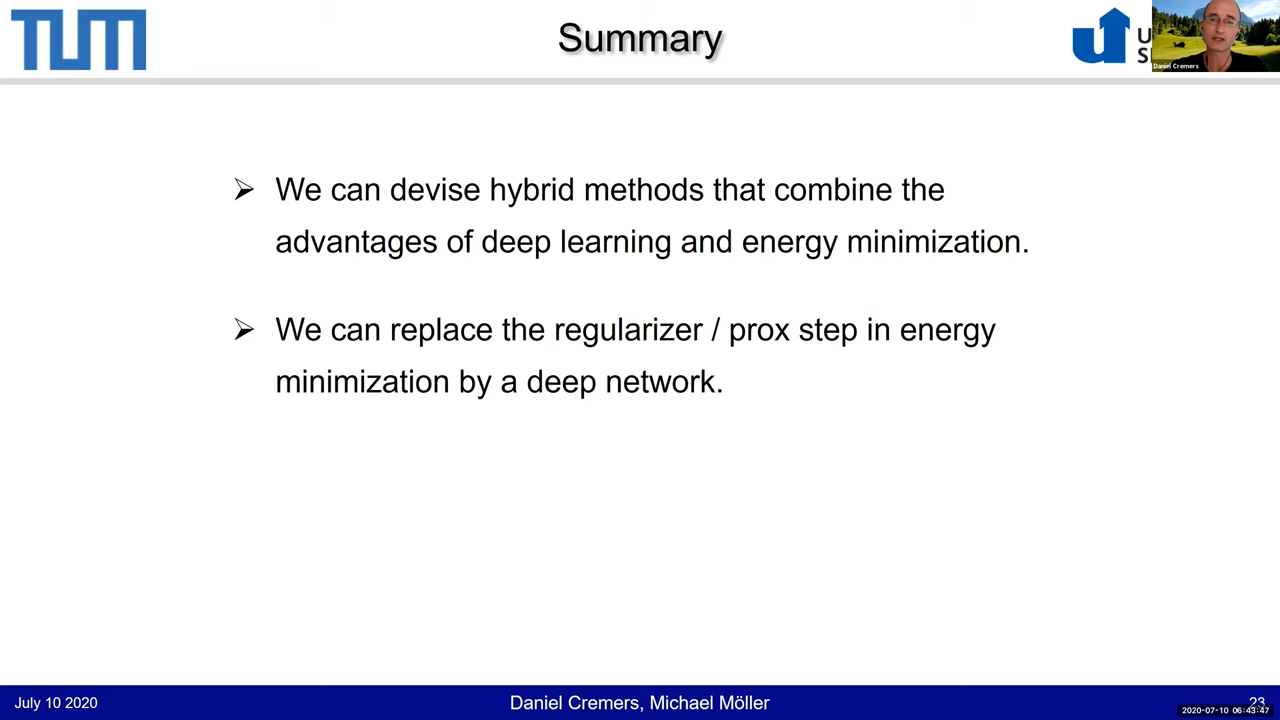 TUM
Summary
Daniel Cremers
➢ We can devise hybrid methods that combine the
advantages of deep learning and energy minimization.
➢ We can replace the regularizer / prox step in energy
minimization by a deep network.
July 10 2020
Daniel Cremers, Michael Möller
23
2020-07-10 06:43:47